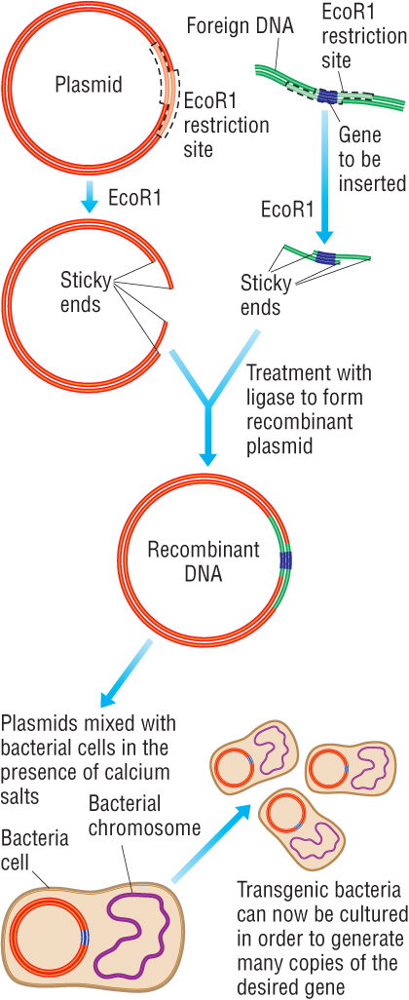 Foreign DNA
EcoR1
restriction
site
Plasmid
EcoR1
restriction
site
Gene
to be
inserted
EcoR1
EcoR1
Sticky
ends
Sticky
ends
Treatment with
ligase to form
recombinant
plasmid
Recombinant
DNA
Plasmids mixed with
bacterial cells in the
presence of calcium
salts
Bacterial
chromosome
Bacteria
cell
Transgenic bacteria
can now be cultured
in order to generate
many copies of the
desired gene